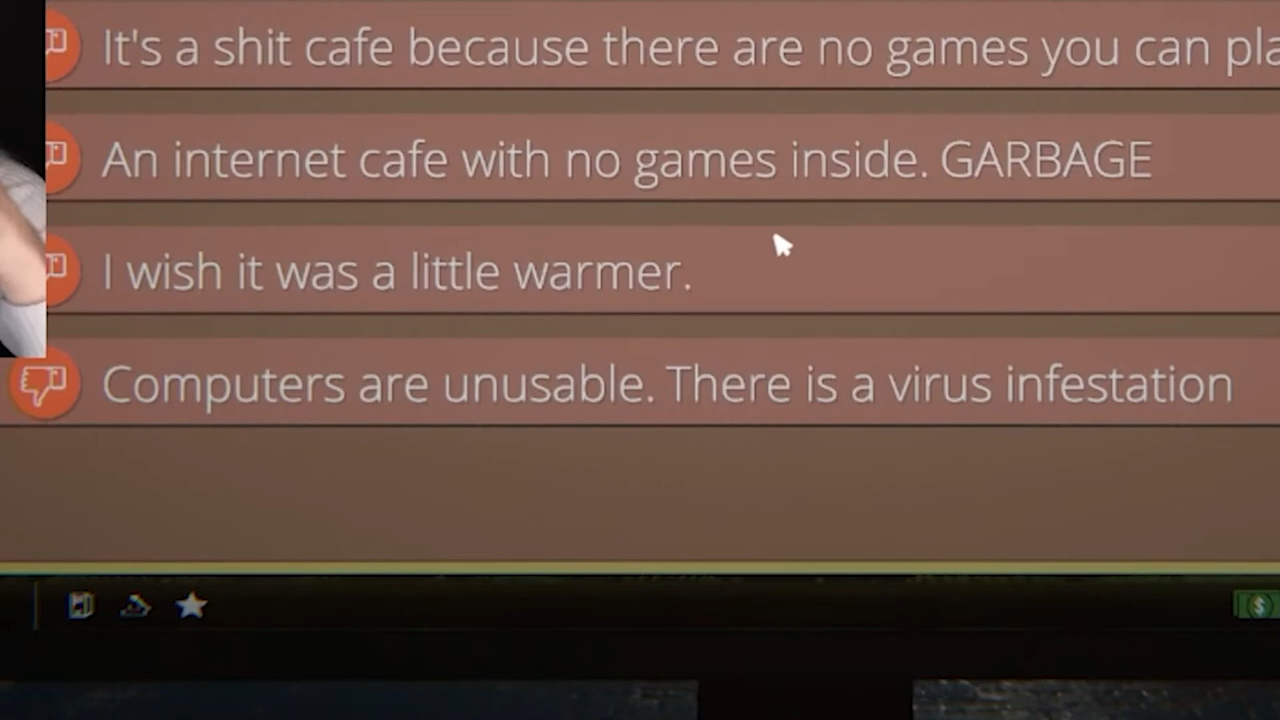 It's a shit cafe because there are no games you can pla
An internet cafe with no games inside. GARBAGE
I wish it was a little warmer.
Computers are unusable. There is a virus infestation